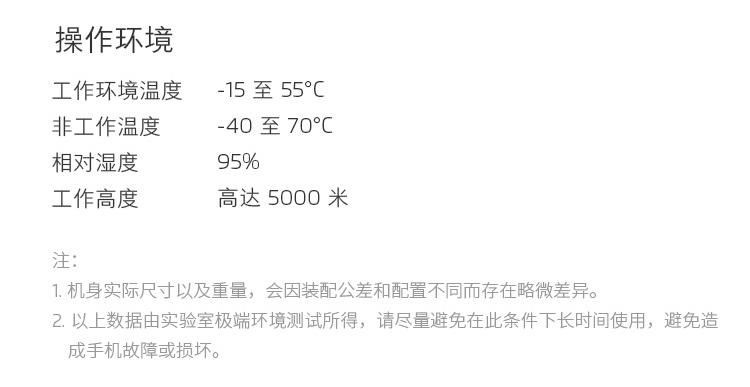 操作环境
工作环境温度 -15 至 55°C
非工作温度 -40 至 70°C
相对湿度 95%
工作高度 高达 5000 米
注：
1. 机身实际尺寸以及重量，会因装配公差和配置不同而存在略微差异。
2. 以上数据由实验室极端环境测试所得，请尽量避免在此条件下长时间使用，避免造
成手机故障或损坏。